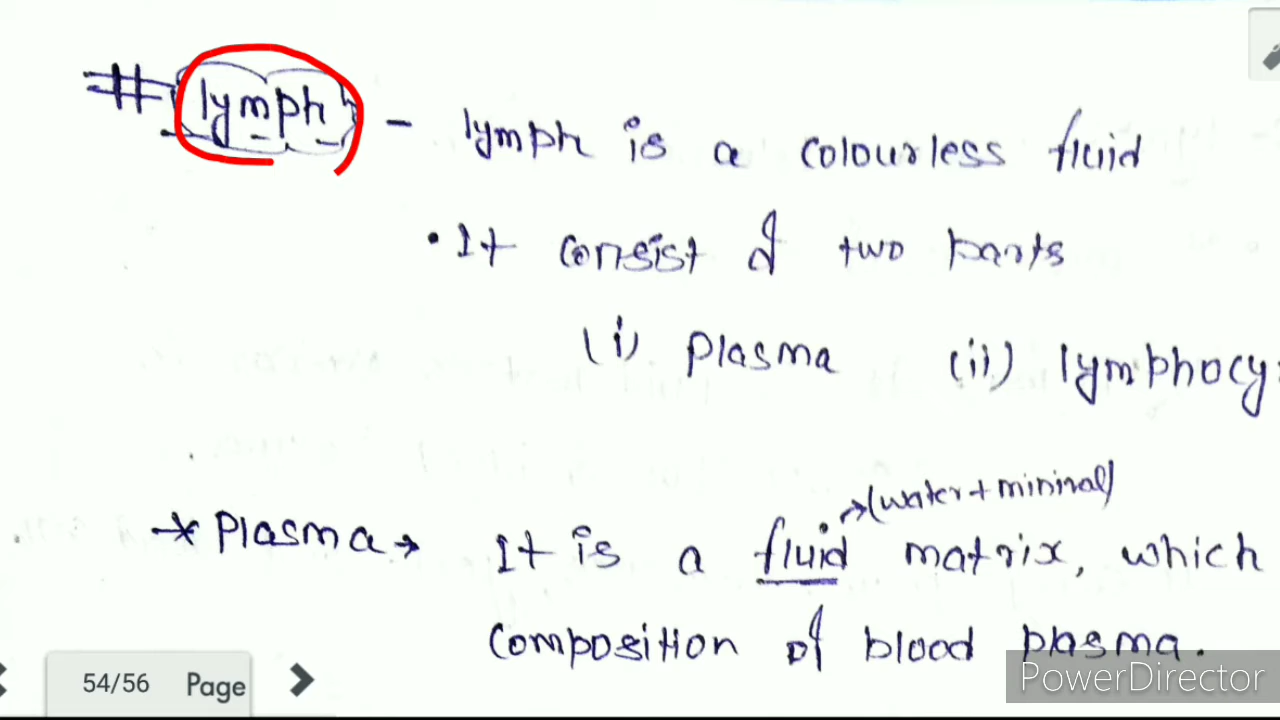 # lymph - lymph is a colourless fluid
• It consist of two parts
(i) Plasma (ii) lymphocy
→(water+mininal)
* Plasma → It is a fluid matrix, which
composition of blood plasma.
54/56 Page
PowerDirector